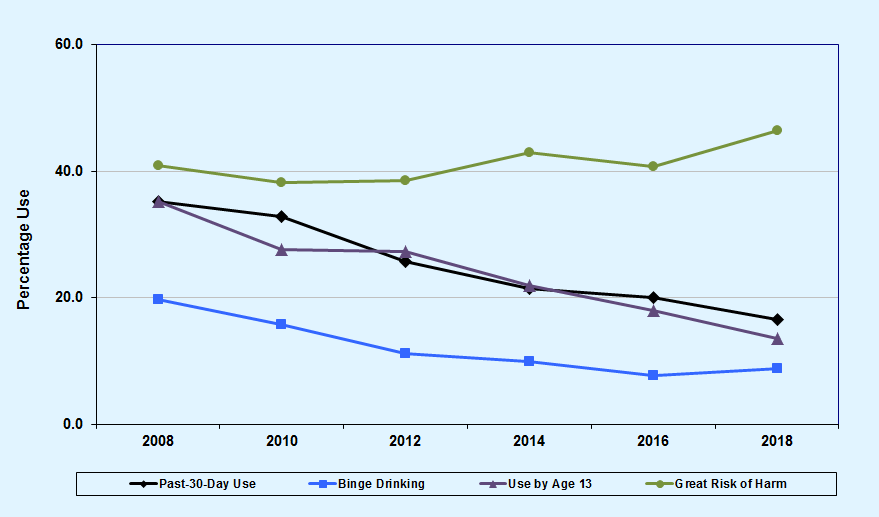 60.0
40.0
20.0
0.0
Percentage Use
2008 2010 2012 2014 2016 2018
Past-30-Day Use Binge Drinking Use by Age 13 Great Risk of Harm